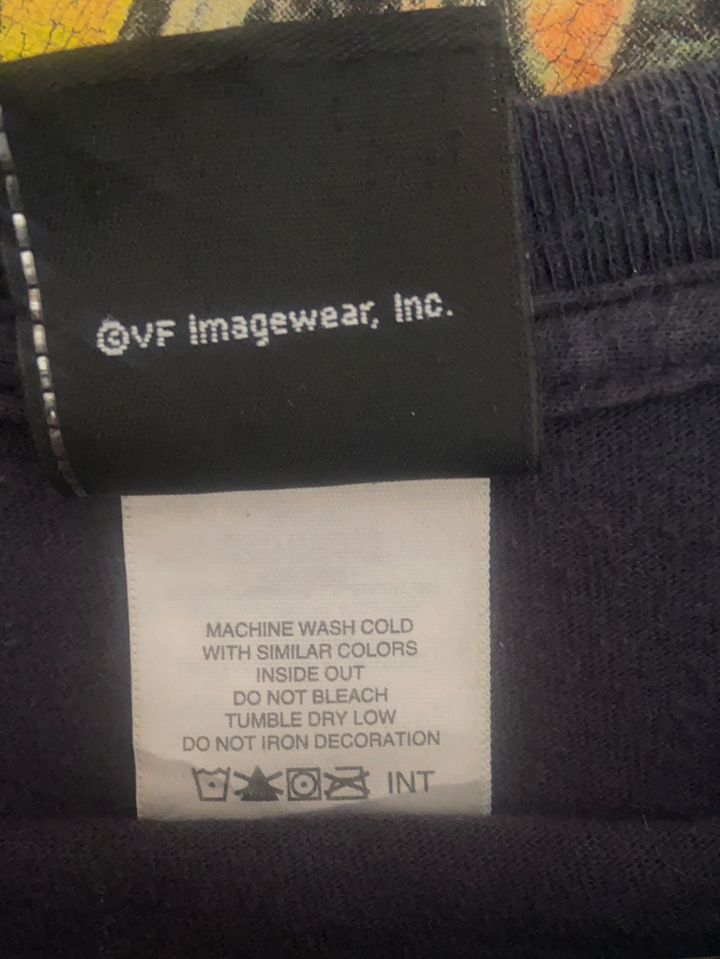 ©VF Imagewear, Inc.
MACHINE WASH COLD
WITH SIMILAR COLORS
INSIDE OUT
DO NOT BLEACH
TUMBLE DRY LOW
DO NOT IRON DECORATION
INT